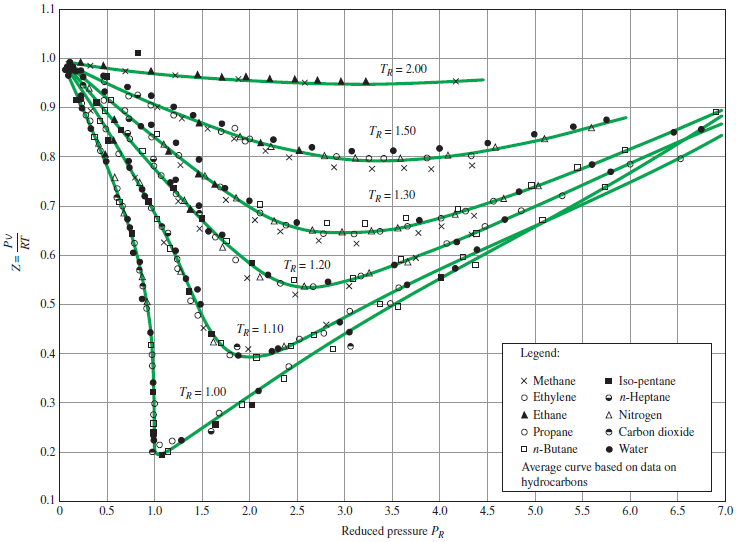 1.1
1.0
0.9
0.8
0.7
0.6
0.5
0.4
0.3
0.2
0.1
Z = Pv / RT
T_R = 2.00
T_R = 1.50
T_R = 1.30
T_R = 1.20
T_R = 1.10
T_R = 1.00
Legend:
× Methane
○ Ethylene
▲ Ethane
○ Propane
□ n-Butane
■ Iso-pentane
◒ n-Heptane
△ Nitrogen
◓ Carbon dioxide
● Water
Average curve based on data on
hydrocarbons
0 0.5 1.0 1.5 2.0 2.5 3.0 3.5 4.0 4.5 5.0 5.5 6.0 6.5 7.0
Reduced pressure P_R